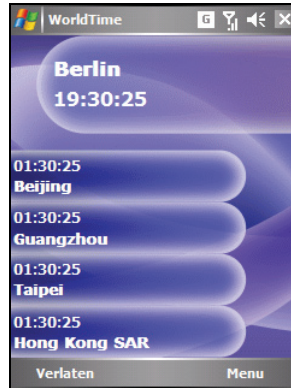 WorldTime
G
Berlin
19:30:25
01:30:25
Beijing
01:30:25
Guangzhou
01:30:25
Taipei
01:30:25
Hong Kong SAR
Verlaten Menu